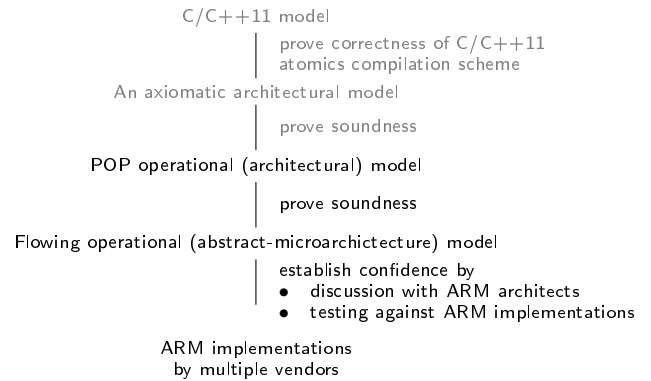 C/C++11 model
prove correctness of C/C++11
atomics compilation scheme
An axiomatic architectural model
prove soundness
POP operational (architectural) model
prove soundness
Flowing operational (abstract-microarchictecture) model
establish confidence by
● discussion with ARM architects
● testing against ARM implementations
ARM implementations
by multiple vendors